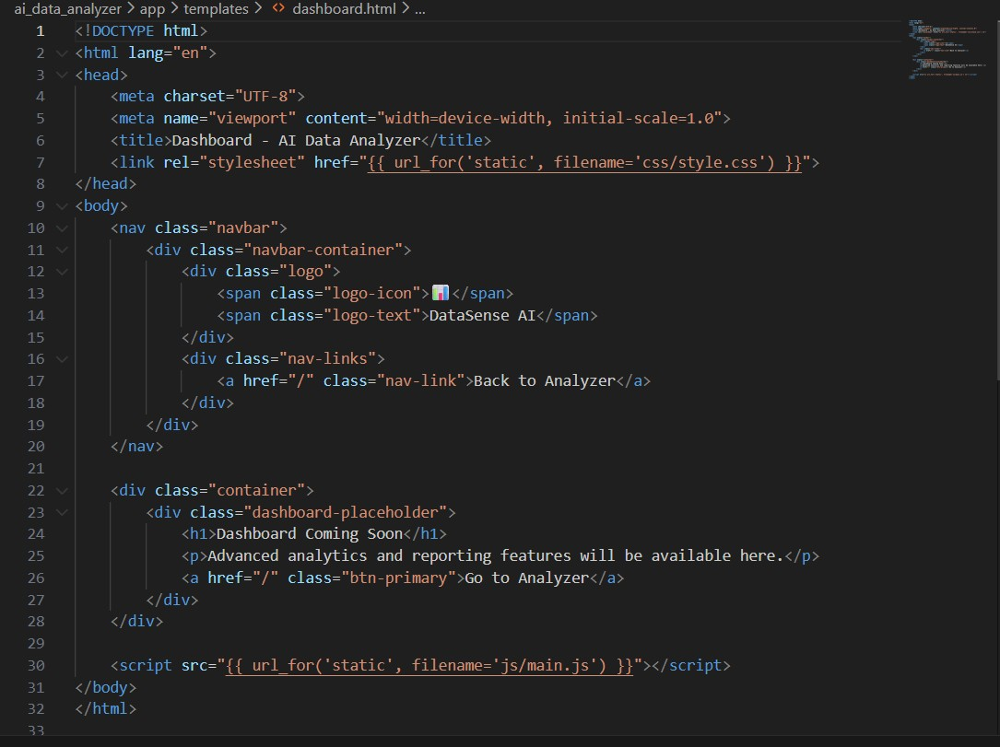 ai_data_analyzer > app > templates > <> dashboard.html > ...
1 <!DOCTYPE html>
2 <html lang="en">
3 <head>
4     <meta charset="UTF-8">
5     <meta name="viewport" content="width=device-width, initial-scale=1.0">
6     <title>Dashboard - AI Data Analyzer</title>
7     <link rel="stylesheet" href="{{ url_for('static', filename='css/style.css') }}">
8 </head>
9 <body>
10     <nav class="navbar">
11         <div class="navbar-container">
12             <div class="logo">
13                 <span class="logo-icon">📊</span>
14                 <span class="logo-text">DataSense AI</span>
15             </div>
16             <div class="nav-links">
17                 <a href="/" class="nav-link">Back to Analyzer</a>
18             </div>
19         </div>
20     </nav>
21
22     <div class="container">
23         <div class="dashboard-placeholder">
24             <h1>Dashboard Coming Soon</h1>
25             <p>Advanced analytics and reporting features will be available here.</p>
26             <a href="/" class="btn-primary">Go to Analyzer</a>
27         </div>
28     </div>
29
30     <script src="{{ url_for('static', filename='js/main.js') }}"></script>
31 </body>
32 </html>
33